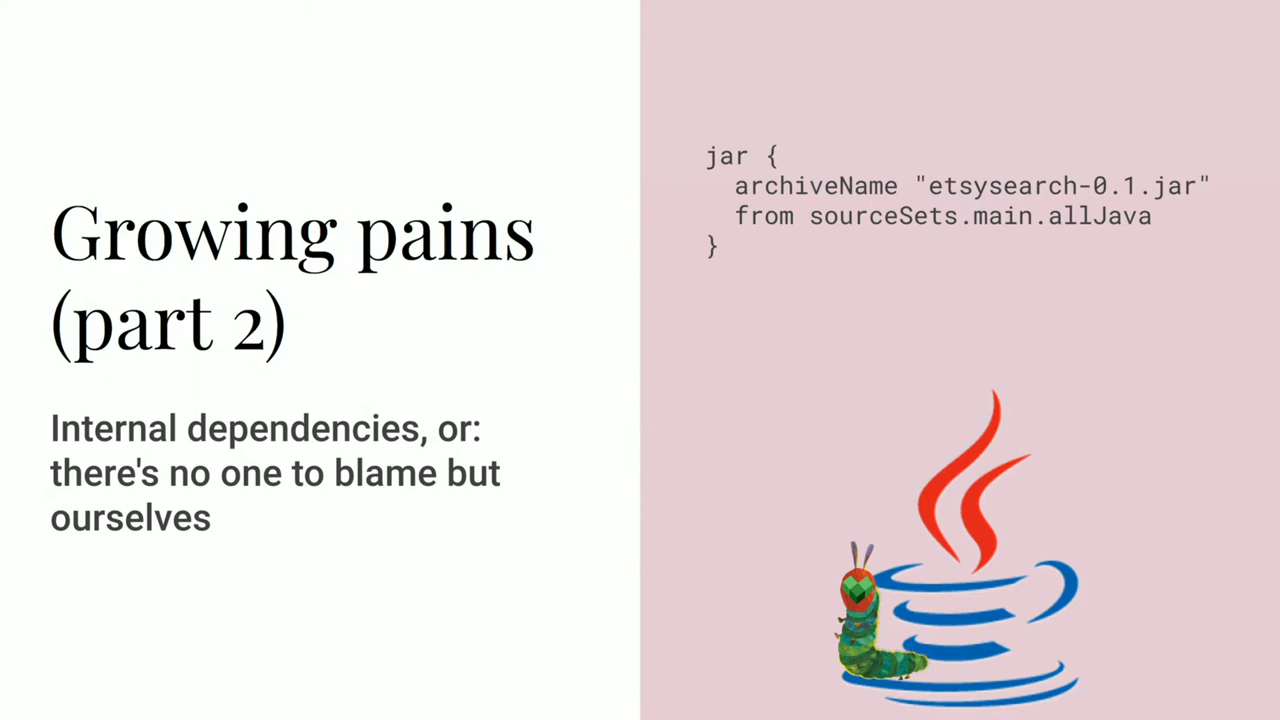 Growing pains
(part 2)
Internal dependencies, or:
there's no one to blame but
ourselves
jar {
  archiveName "etsysearch-0.1.jar"
  from sourceSets.main.allJava
}